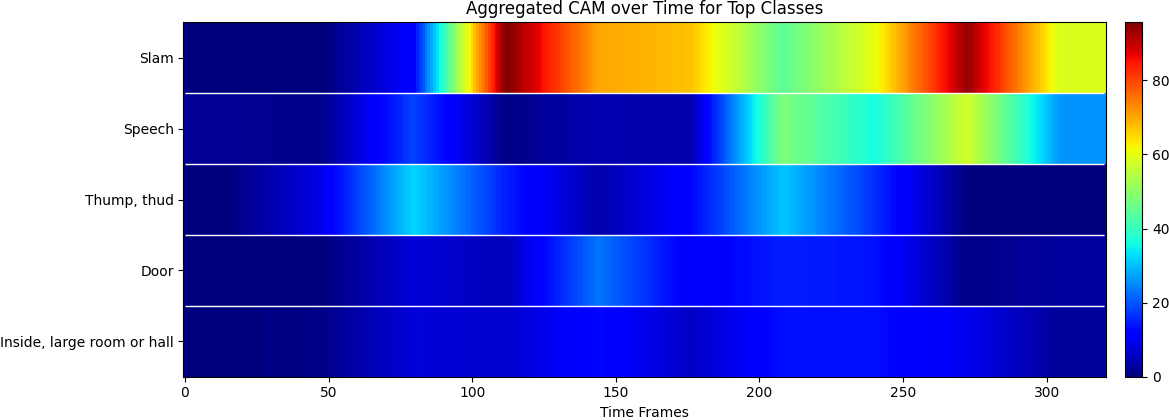 Aggregated CAM over Time for Top Classes
Slam
Speech
Thump, thud
Door
Inside, large room or hall
0 50 100 150 200 250 300
Time Frames
80
60
40
20
0